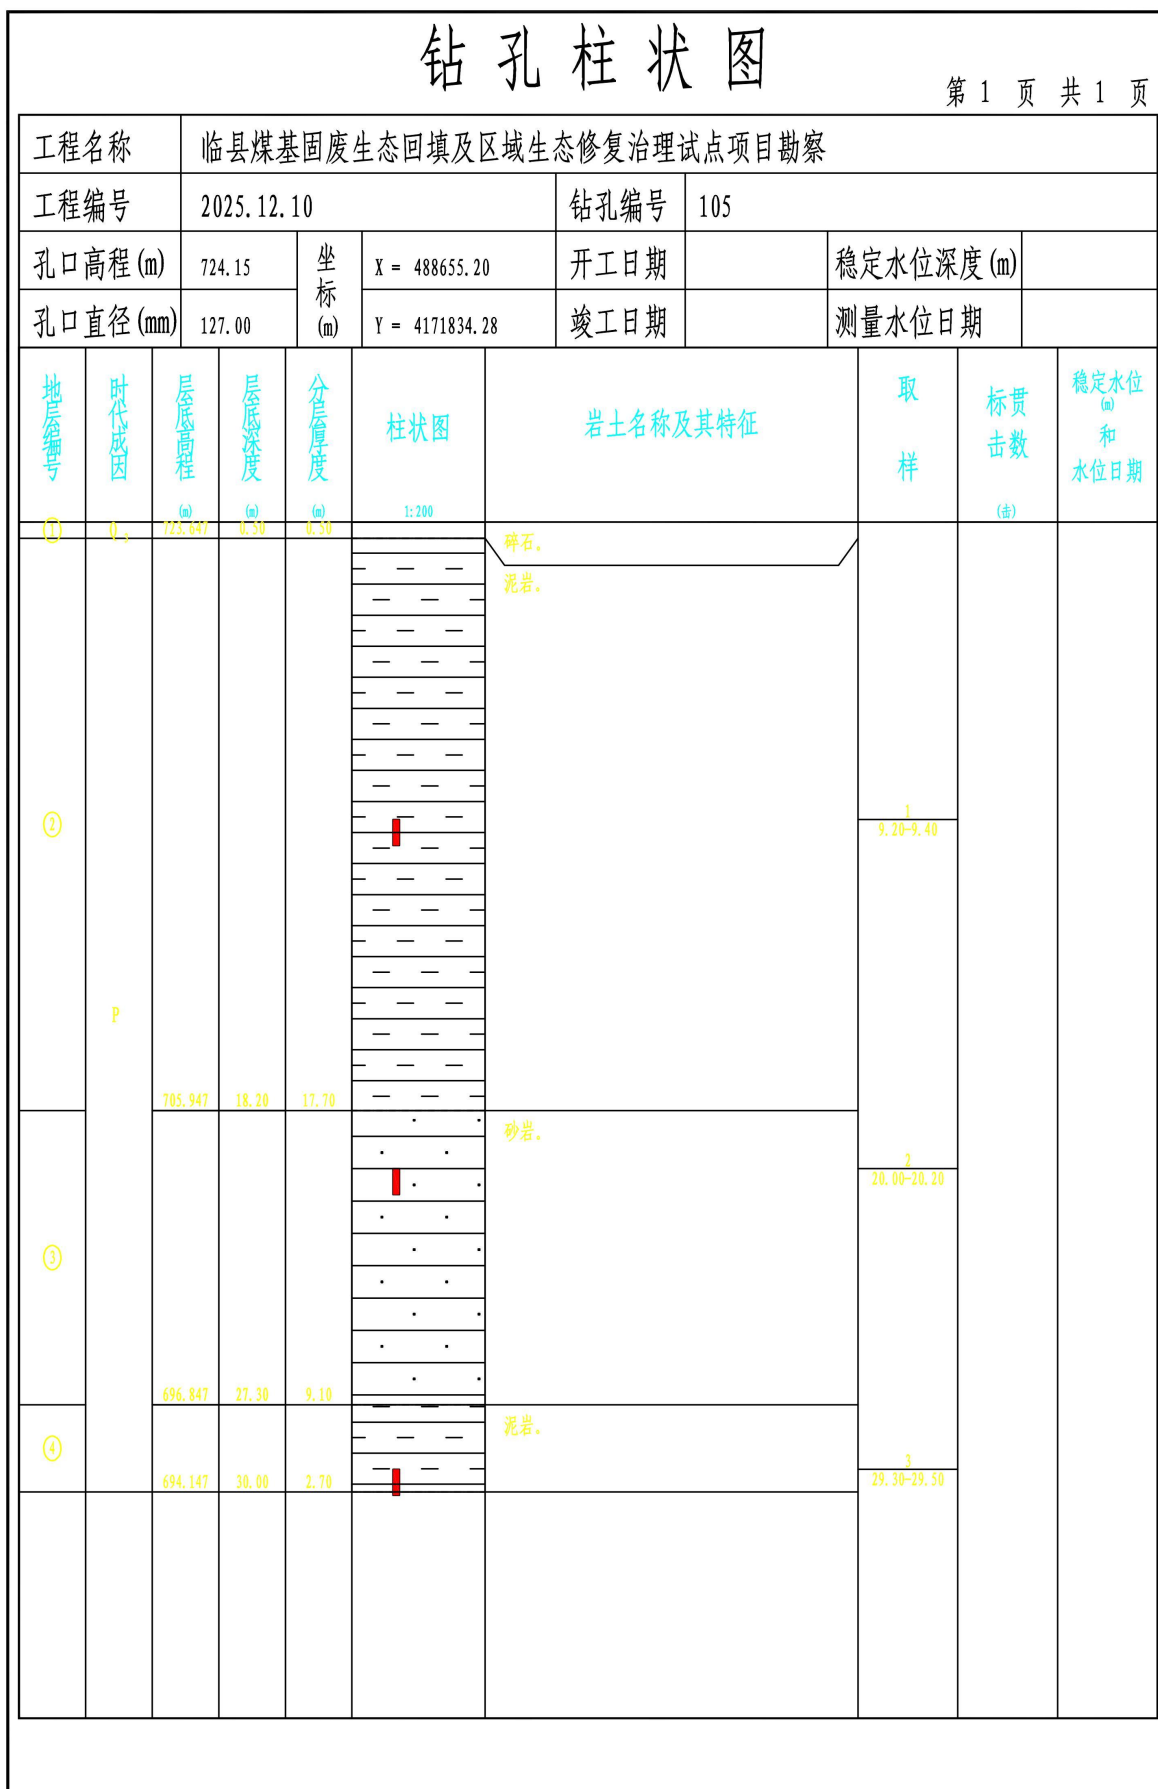 钻孔柱状图
第 1 页 共 1 页
工程名称 临县煤基固废生态回填及区域生态修复治理试点项目勘察
工程编号 2025.12.10 钻孔编号 105
孔口高程(m) 724.15 坐标(m) X = 488655.20 开工日期 稳定水位深度(m)
孔口直径(mm) 127.00 Y = 4171834.28 竣工日期 测量水位日期
地层编号 时代成因 层底高程(m) 层底深度(m) 分层厚度(m) 柱状图 1:200 岩土名称及其特征 取样 标贯击数(击) 稳定水位(m)和水位日期
① 723.647 0.50 0.50 碎石。
泥岩。
② 1
9.20-9.40
P
705.947 18.20 17.70
砂岩。
2
20.00-20.20
③
696.847 27.30 9.10
泥岩。
④
3
29.30-29.50
694.147 30.00 2.70